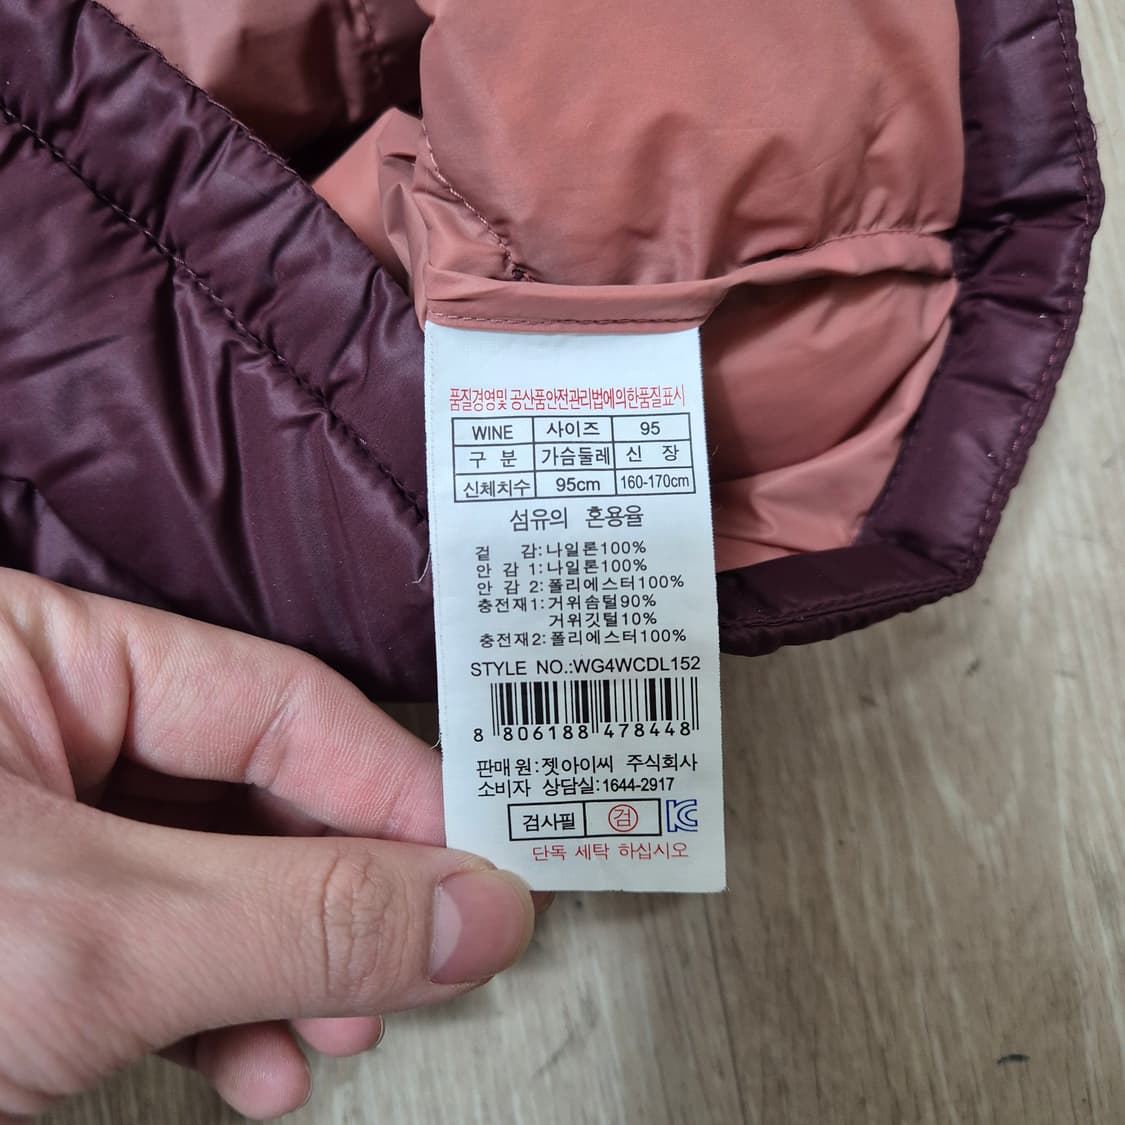 품질경영및 공산품안전관리법에의한품질표시
WINE 사이즈 95
구 분 가슴둘레 신 장
신체치수 95cm 160-170cm
섬유의 혼용율
겉 감:나일론100%
안 감 1:나일론100%
안 감 2:폴리에스터100%
충전재1:거위솜털90%
거위깃털10%
충전재2:폴리에스터100%
STYLE NO.:WG4WCDL152
8 806188 478448
판매원:젯아이씨 주식회사
소비자 상담실:1644-2917
검사필 검 KC
단독 세탁 하십시오